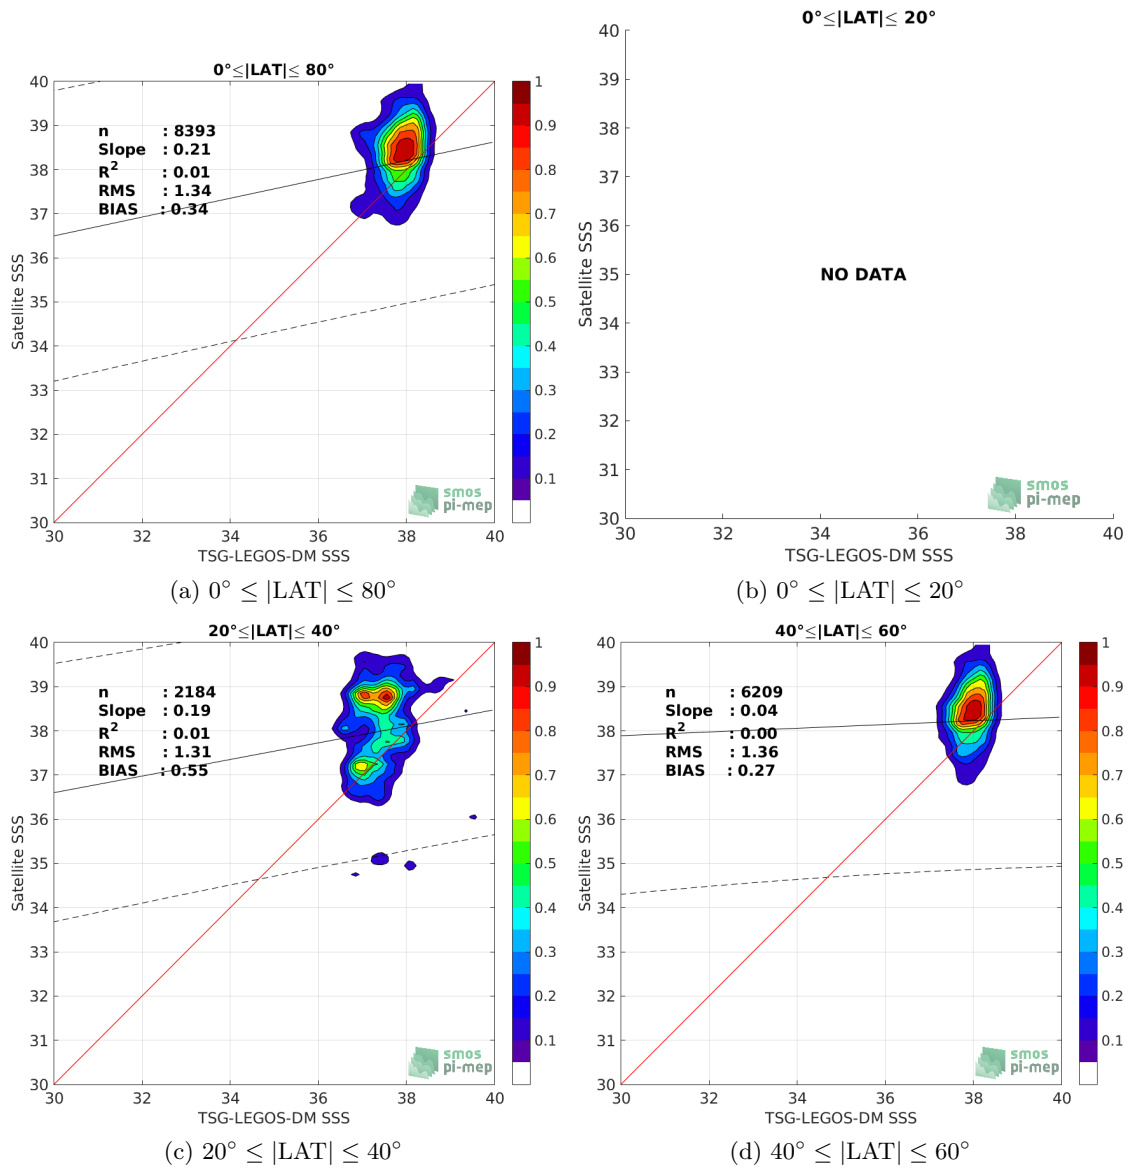 0°≤|LAT|≤ 80°
n : 8393
Slope : 0.21
R² : 0.01
RMS : 1.34
BIAS : 0.34
Satellite SSS
40
39
38
37
36
35
34
33
32
31
30
30 32 34 36 38 40
TSG-LEGOS-DM SSS
1
0.9
0.8
0.7
0.6
0.5
0.4
0.3
0.2
0.1
smos
pi-mep
(a) 0° ≤ |LAT| ≤ 80°
0°≤|LAT|≤ 20°
NO DATA
Satellite SSS
40
39
38
37
36
35
34
33
32
31
30
30 32 34 36 38 40
TSG-LEGOS-DM SSS
smos
pi-mep
(b) 0° ≤ |LAT| ≤ 20°
20°≤|LAT|≤ 40°
n : 2184
Slope : 0.19
R² : 0.01
RMS : 1.31
BIAS : 0.55
Satellite SSS
40
39
38
37
36
35
34
33
32
31
30
30 32 34 36 38 40
TSG-LEGOS-DM SSS
1
0.9
0.8
0.7
0.6
0.5
0.4
0.3
0.2
0.1
smos
pi-mep
(c) 20° ≤ |LAT| ≤ 40°
40°≤|LAT|≤ 60°
n : 6209
Slope : 0.04
R² : 0.00
RMS : 1.36
BIAS : 0.27
Satellite SSS
40
39
38
37
36
35
34
33
32
31
30
30 32 34 36 38 40
TSG-LEGOS-DM SSS
1
0.9
0.8
0.7
0.6
0.5
0.4
0.3
0.2
0.1
smos
pi-mep
(d) 40° ≤ |LAT| ≤ 60°